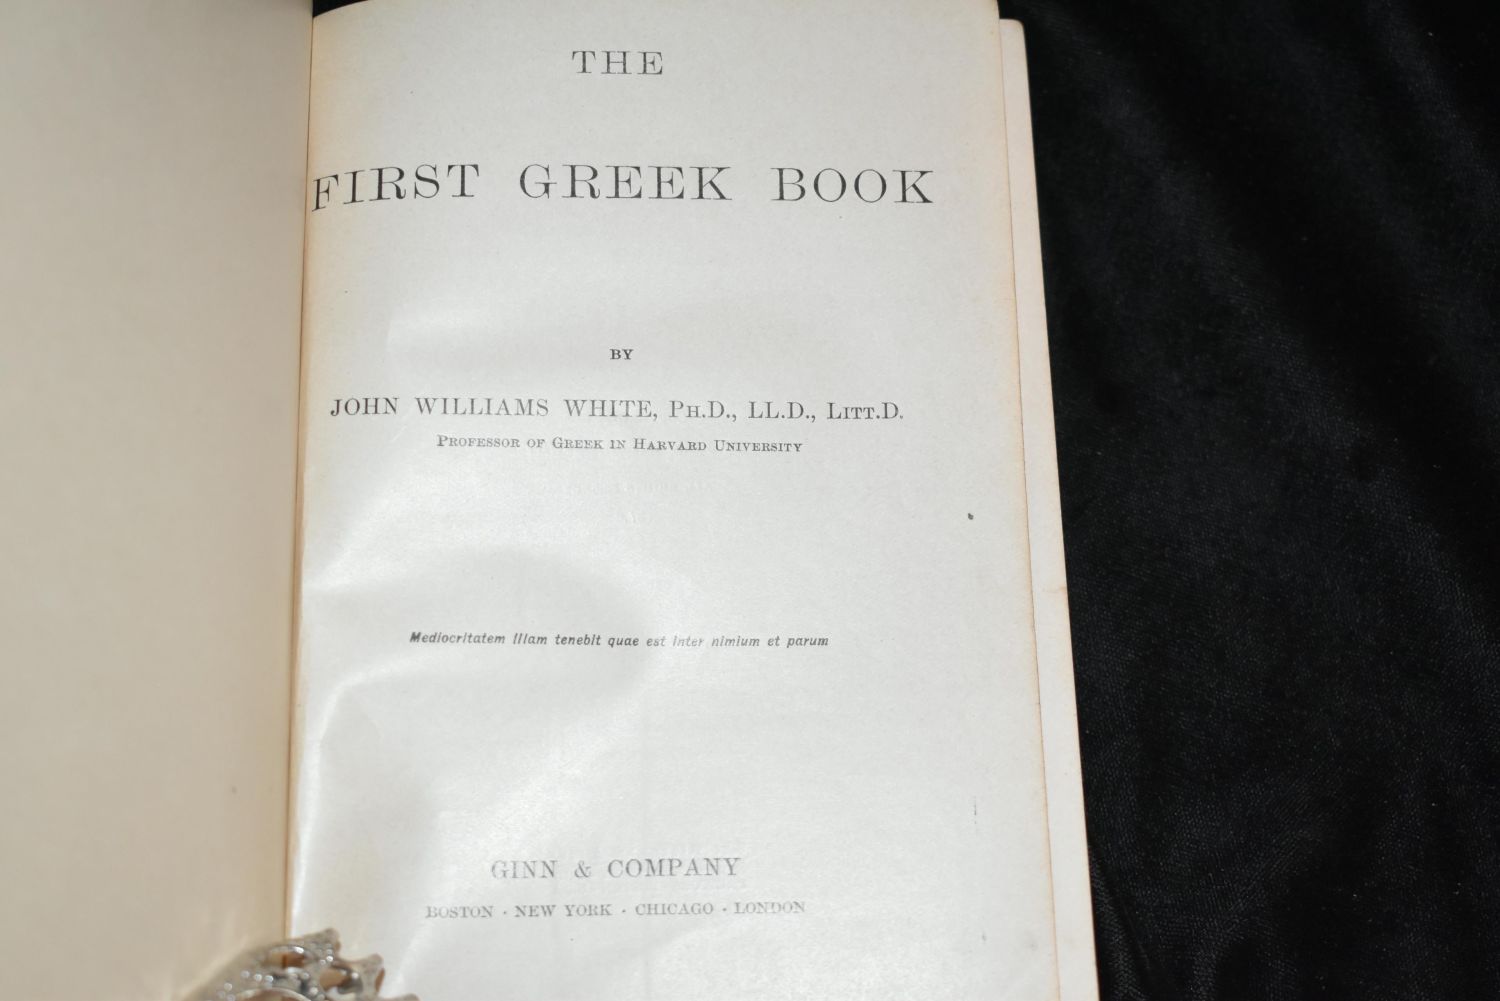 THE
FIRST GREEK BOOK
BY
JOHN WILLIAMS WHITE, PH.D., LL.D., LITT.D.
PROFESSOR OF GREEK IN HARVARD UNIVERSITY
Mediocritatem illam tenebit quae est inter nimium et parum
GINN & COMPANY
BOSTON · NEW YORK · CHICAGO · LONDON